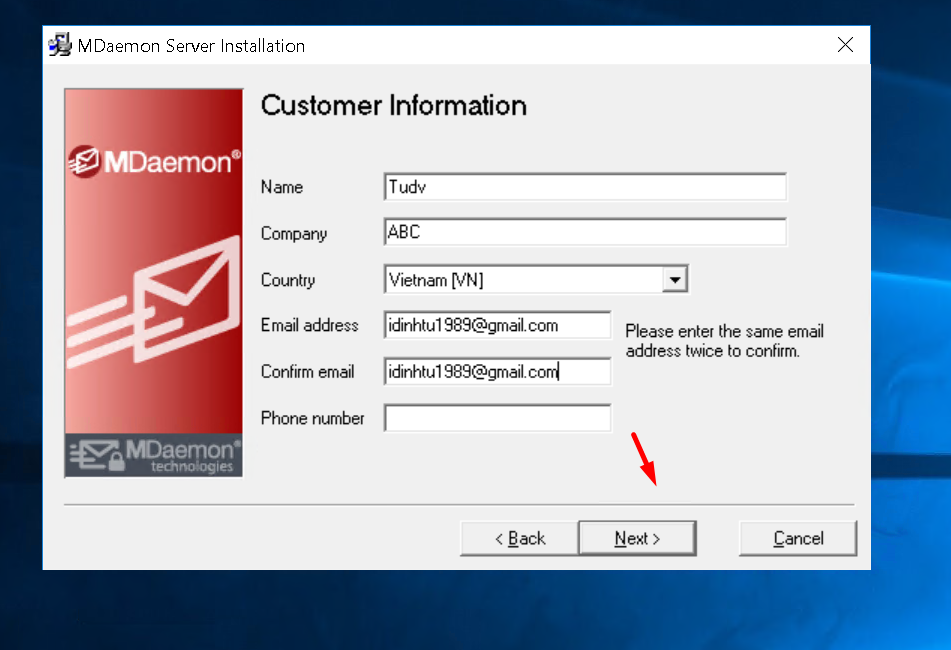 MDaemon Server Installation
MDaemon®
Customer Information
Name
Tudv
Company
ABC
Country
Vietnam [VN]
Email address
idinhtu1989@gmail.com
Please enter the same email
address twice to confirm.
Confirm email
idinhtu1989@gmail.com
Phone number
MDaemon®
technologies
< Back
Next >
Cancel